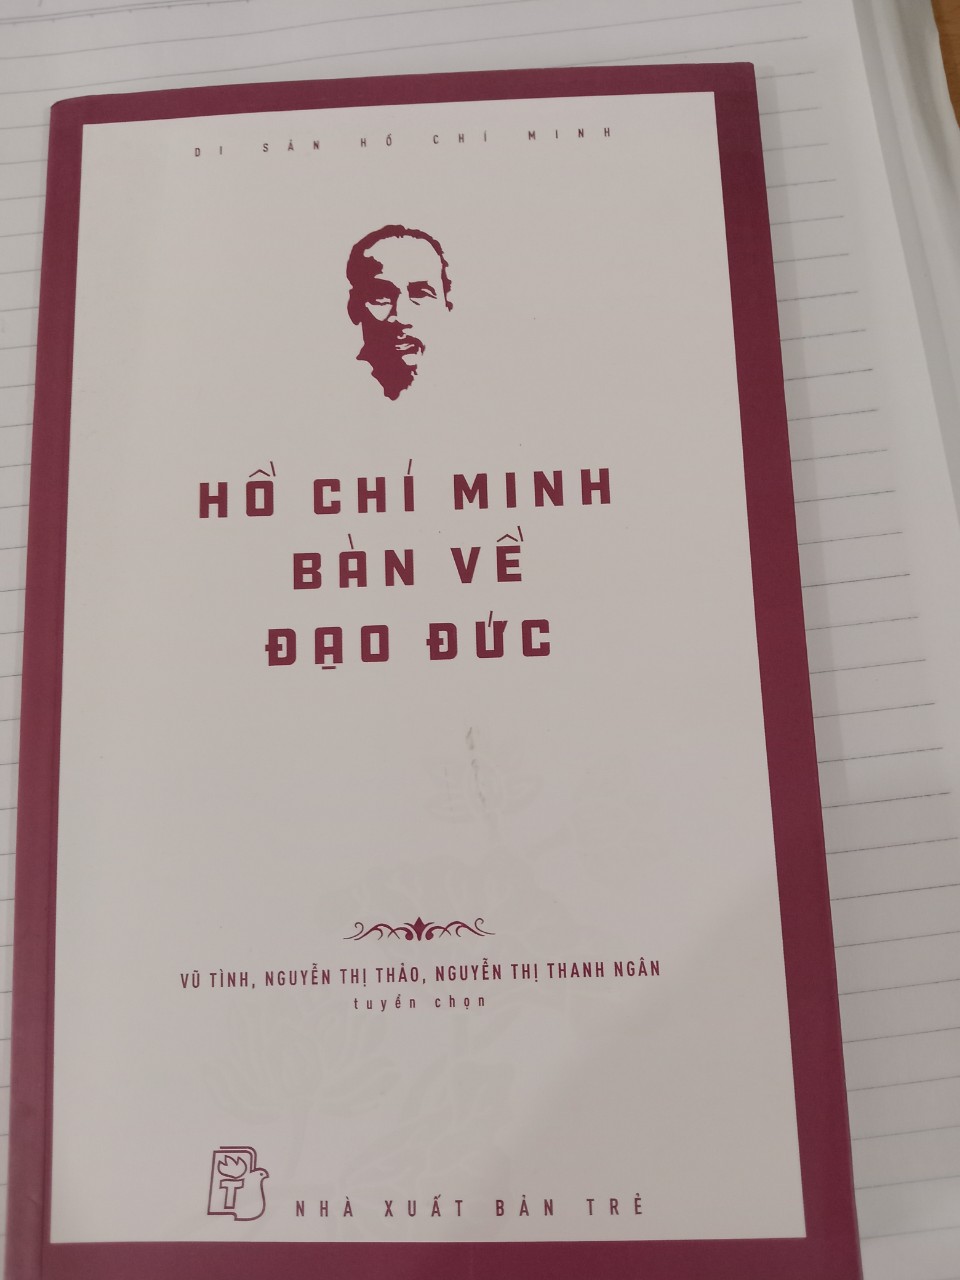 DI SẢN HỒ CHÍ MINH
HỒ CHÍ MINH
BÀN VỀ
ĐẠO ĐỨC
VŨ TÌNH, NGUYỄN THỊ THẢO, NGUYỄN THỊ THANH NGÂN
tuyển chọn
T
NHÀ XUẤT BẢN TRẺ